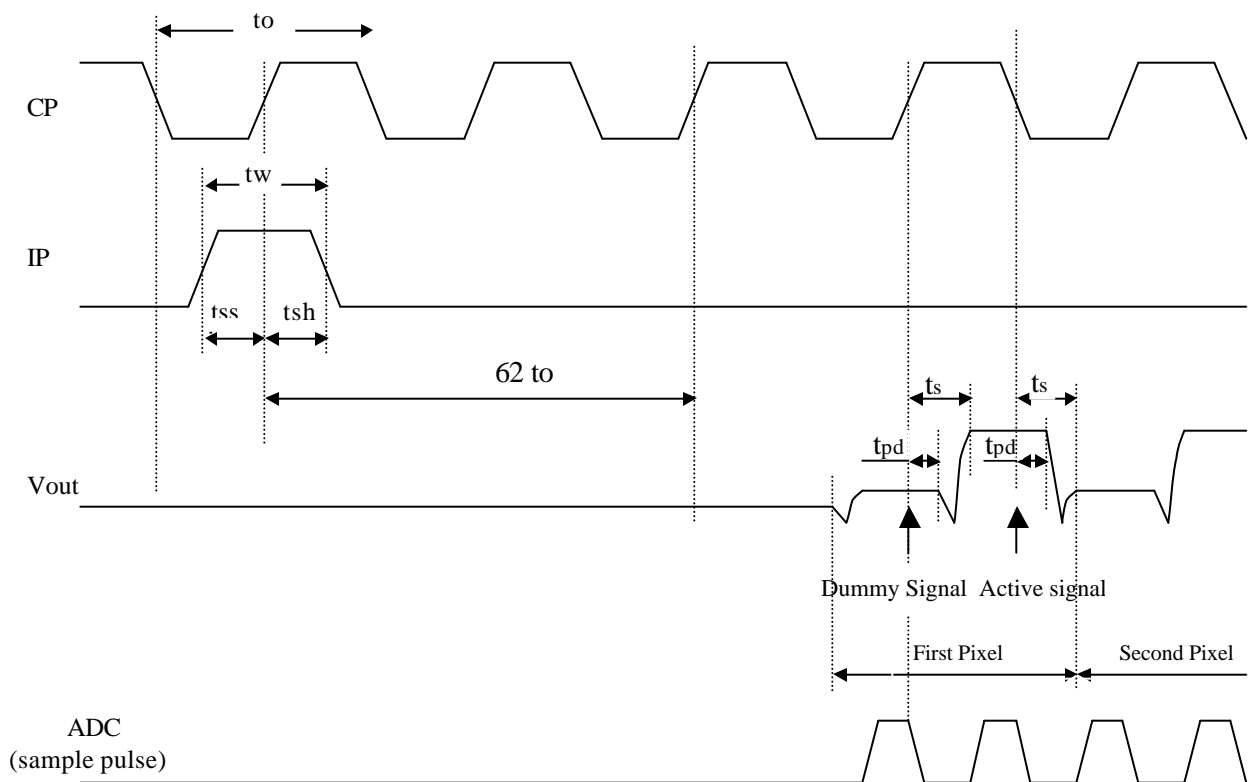 to
CP
tw
IP
tss
tsh
62 to
ts
ts
tpd
tpd
Vout
Dummy Signal
Active signal
First Pixel
Second Pixel
ADC
(sample pulse)